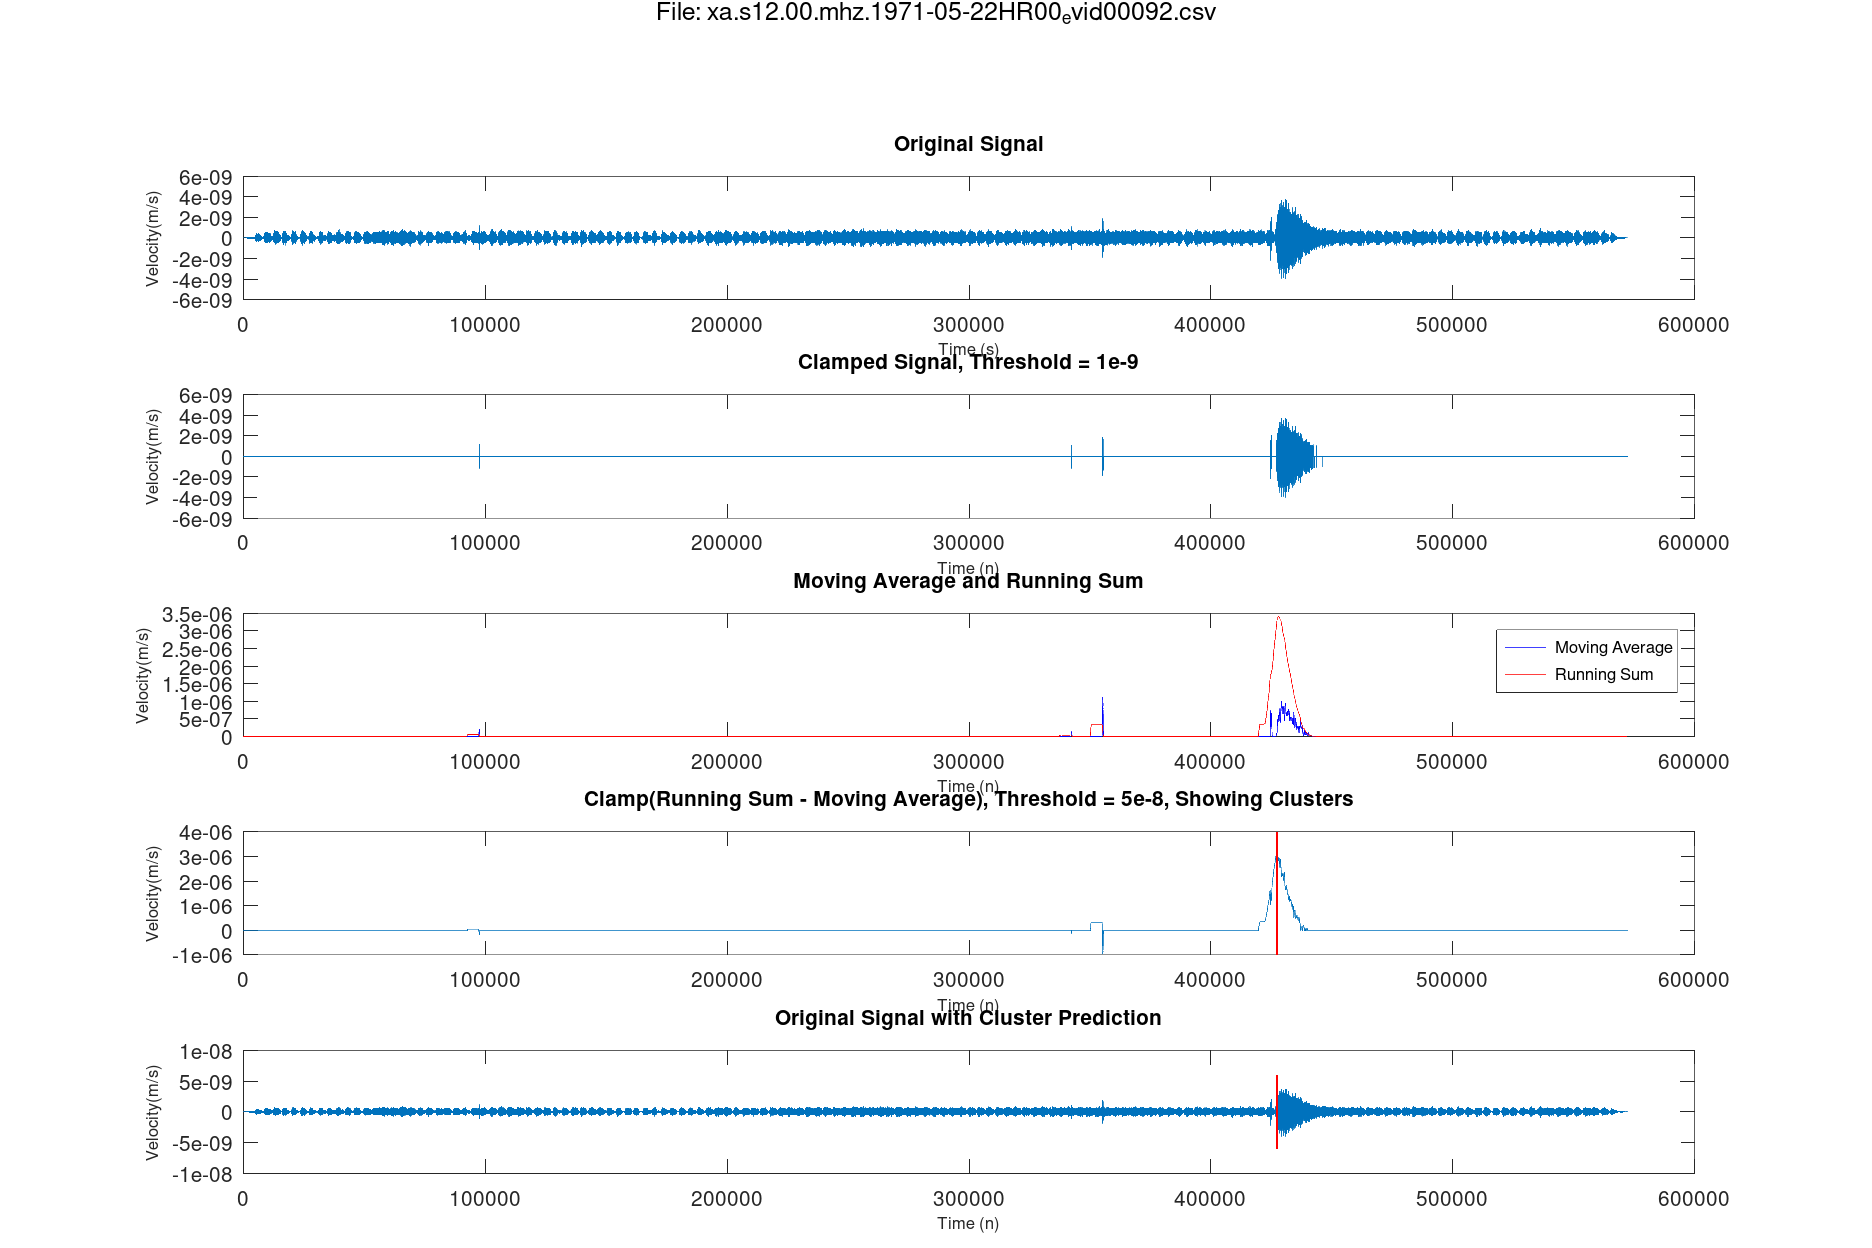 File: xa.s12.00.mhz.1971-05-22HR00evid00092.csv
Original Signal
Velocity(m/s)
6e-09
4e-09
2e-09
0
-2e-09
-4e-09
-6e-09
0 100000 200000 300000 400000 500000 600000
Time (s)
Clamped Signal, Threshold = 1e-9
Velocity(m/s)
6e-09
4e-09
2e-09
0
-2e-09
-4e-09
-6e-09
0 100000 200000 300000 400000 500000 600000
Time (n)
Moving Average and Running Sum
Velocity(m/s)
3.5e-06
3e-06
2.5e-06
2e-06
1.5e-06
1e-06
5e-07
0
Moving Average
Running Sum
0 100000 200000 300000 400000 500000 600000
Time (n)
Clamp(Running Sum - Moving Average), Threshold = 5e-8, Showing Clusters
Velocity(m/s)
4e-06
3e-06
2e-06
1e-06
0
-1e-06
0 100000 200000 300000 400000 500000 600000
Time (n)
Original Signal with Cluster Prediction
Velocity(m/s)
1e-08
5e-09
0
-5e-09
-1e-08
0 100000 200000 300000 400000 500000 600000
Time (n)